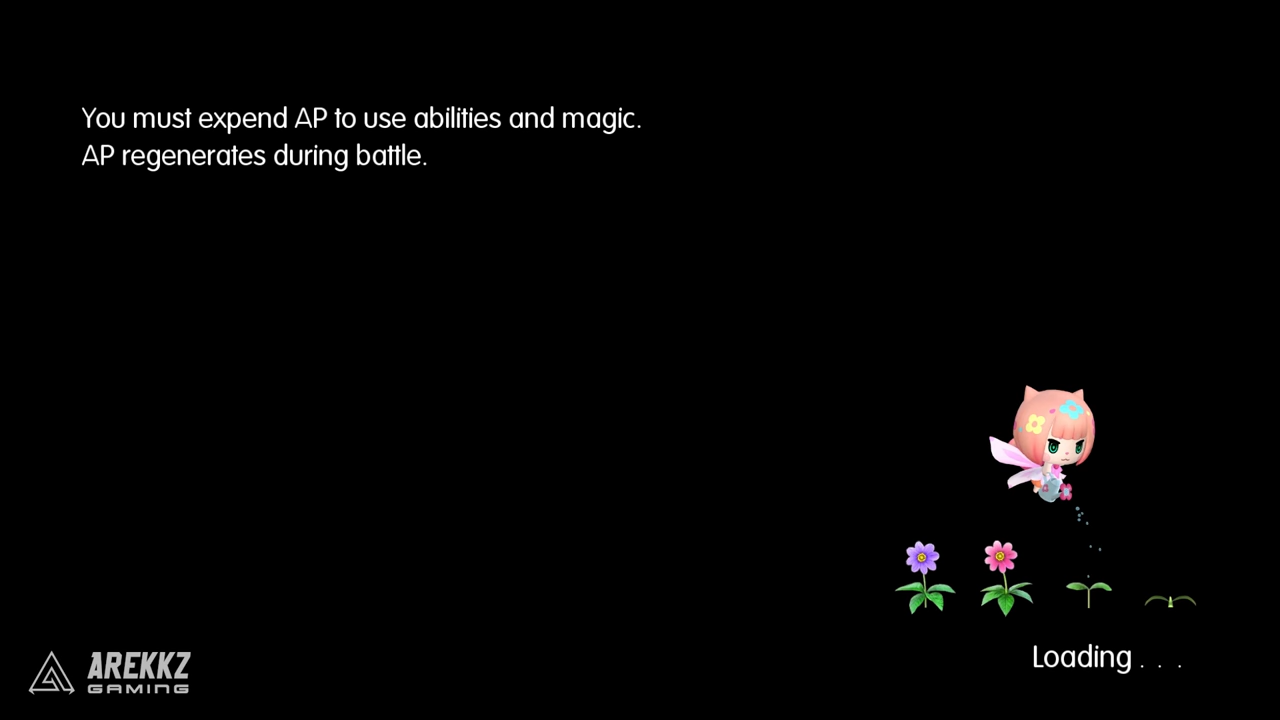 You must expend AP to use abilities and magic.
AP regenerates during battle.
Loading . . .
AREKKZ
GAMING